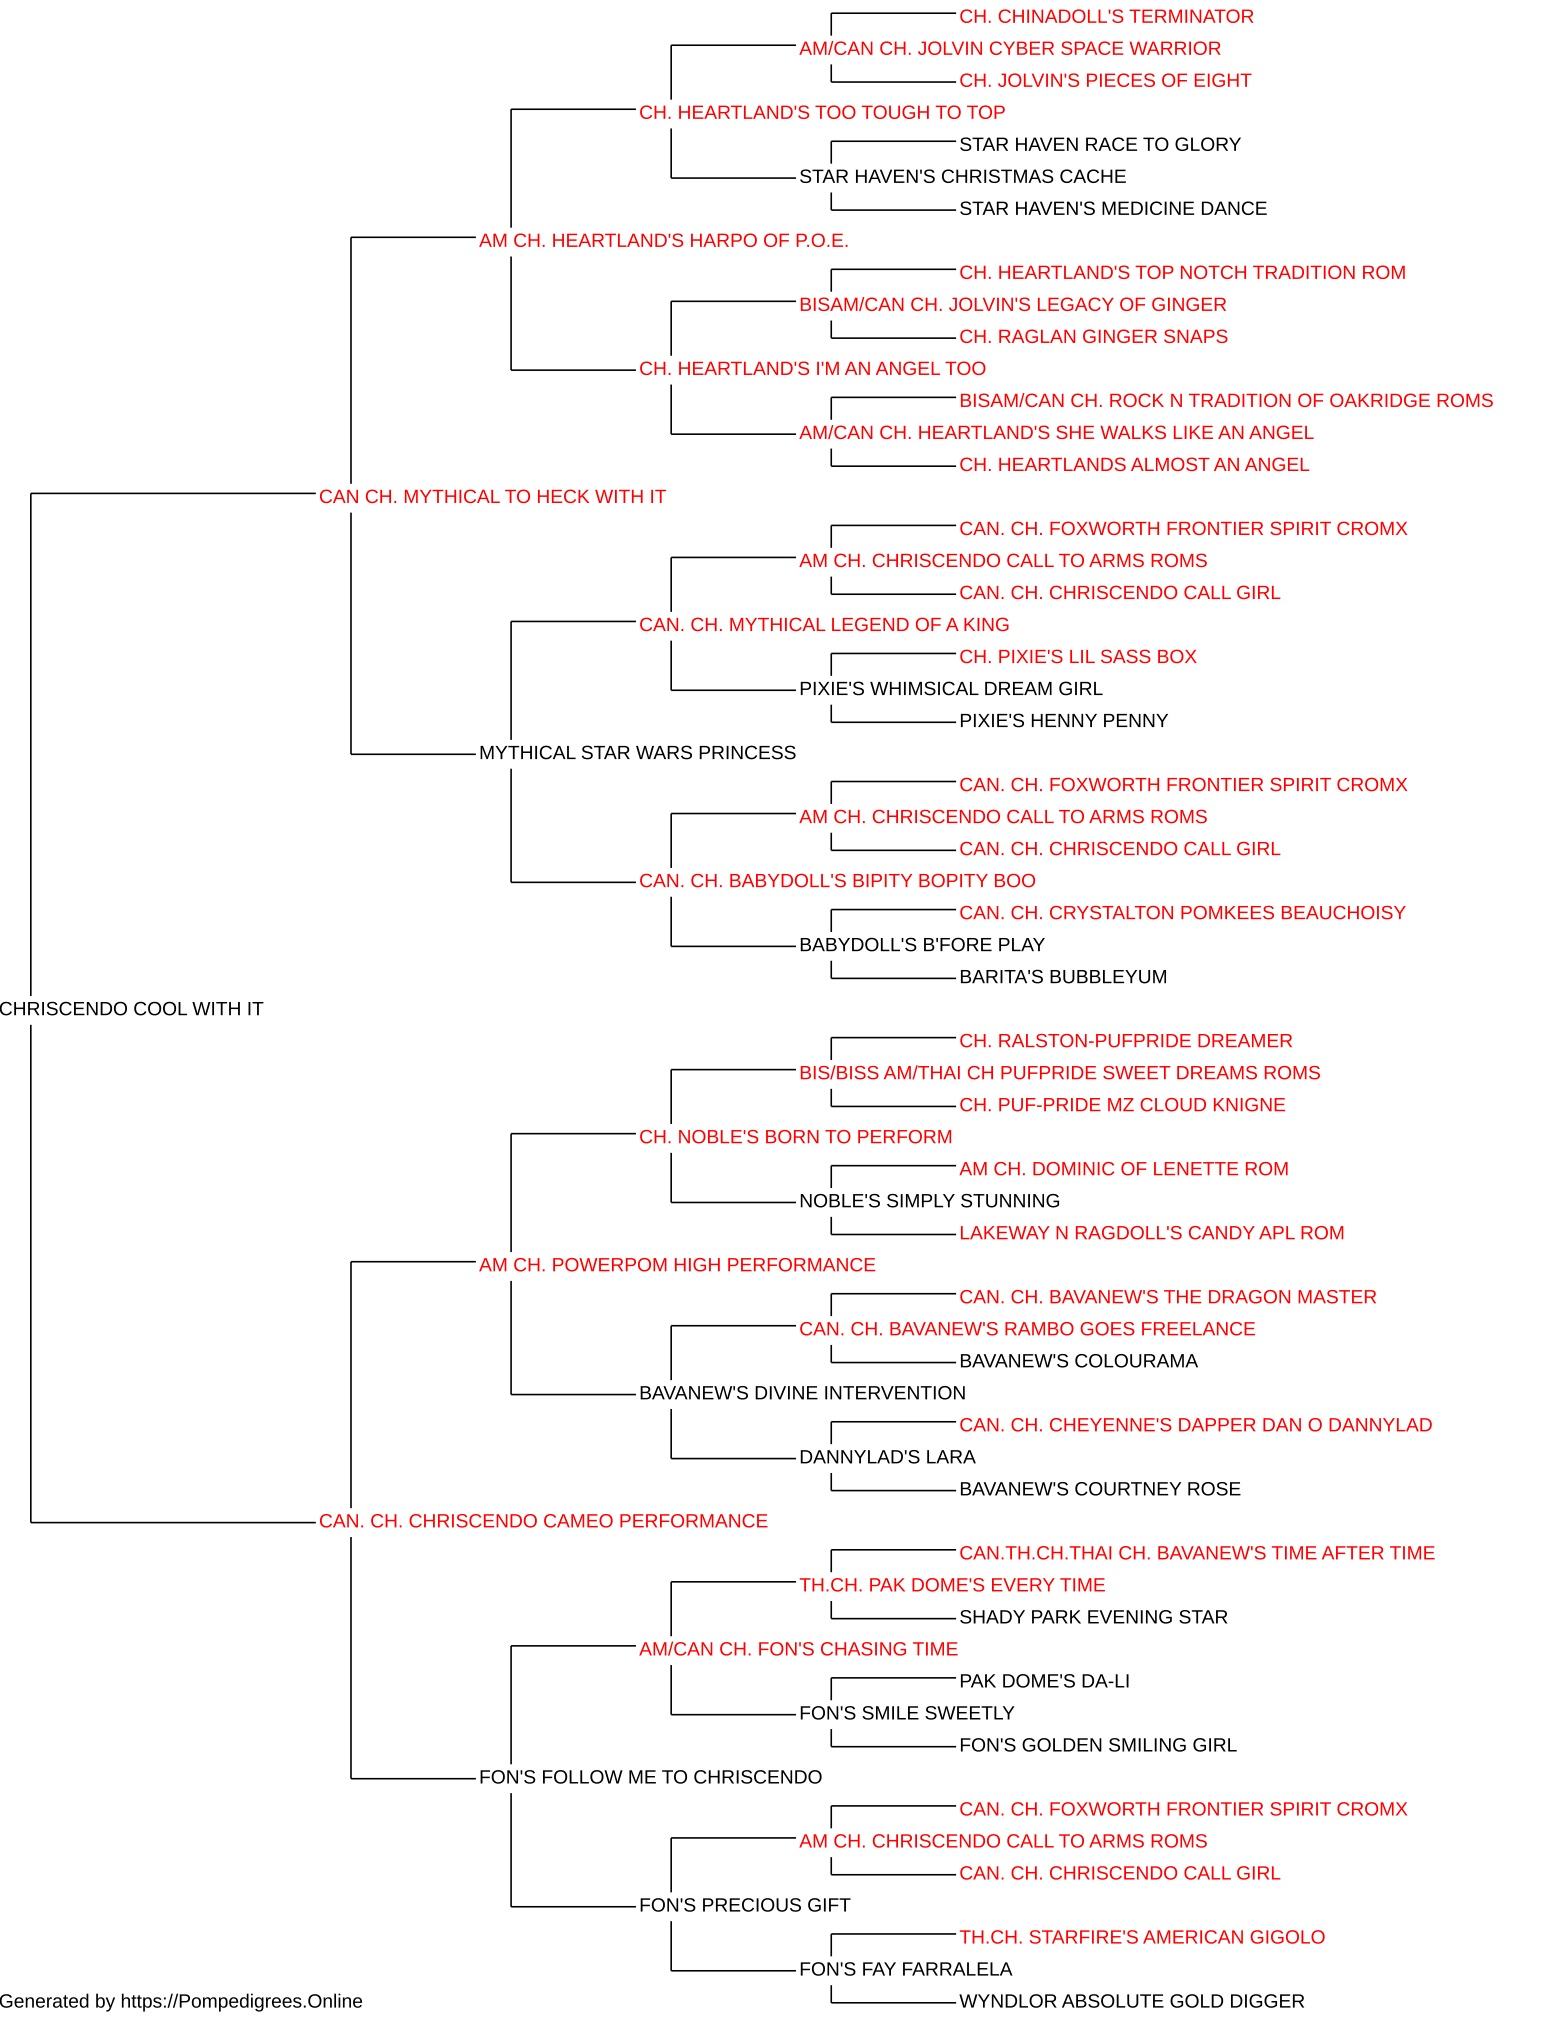 CH. CHINADOLL'S TERMINATOR
AM/CAN CH. JOLVIN CYBER SPACE WARRIOR
CH. JOLVIN'S PIECES OF EIGHT
CH. HEARTLAND'S TOO TOUGH TO TOP
STAR HAVEN RACE TO GLORY
STAR HAVEN'S CHRISTMAS CACHE
STAR HAVEN'S MEDICINE DANCE
AM CH. HEARTLAND'S HARPO OF P.O.E.
CH. HEARTLAND'S TOP NOTCH TRADITION ROM
BISAM/CAN CH. JOLVIN'S LEGACY OF GINGER
CH. RAGLAN GINGER SNAPS
CH. HEARTLAND'S I'M AN ANGEL TOO
BISAM/CAN CH. ROCK N TRADITION OF OAKRIDGE ROMS
AM/CAN CH. HEARTLAND'S SHE WALKS LIKE AN ANGEL
CH. HEARTLANDS ALMOST AN ANGEL
CAN CH. MYTHICAL TO HECK WITH IT
CAN. CH. FOXWORTH FRONTIER SPIRIT CROMX
AM CH. CHRISCENDO CALL TO ARMS ROMS
CAN. CH. CHRISCENDO CALL GIRL
CAN. CH. MYTHICAL LEGEND OF A KING
CH. PIXIE'S LIL SASS BOX
PIXIE'S WHIMSICAL DREAM GIRL
PIXIE'S HENNY PENNY
MYTHICAL STAR WARS PRINCESS
CAN. CH. FOXWORTH FRONTIER SPIRIT CROMX
AM CH. CHRISCENDO CALL TO ARMS ROMS
CAN. CH. CHRISCENDO CALL GIRL
CAN. CH. BABYDOLL'S BIPITY BOPITY BOO
CAN. CH. CRYSTALTON POMKEES BEAUCHOISY
BABYDOLL'S B'FORE PLAY
BARITA'S BUBBLEYUM
CHRISCENDO COOL WITH IT
CH. RALSTON-PUFPRIDE DREAMER
BIS/BISS AM/THAI CH PUFPRIDE SWEET DREAMS ROMS
CH. PUF-PRIDE MZ CLOUD KNIGNE
CH. NOBLE'S BORN TO PERFORM
AM CH. DOMINIC OF LENETTE ROM
NOBLE'S SIMPLY STUNNING
LAKEWAY N RAGDOLL'S CANDY APL ROM
AM CH. POWERPOM HIGH PERFORMANCE
CAN. CH. BAVANEW'S THE DRAGON MASTER
CAN. CH. BAVANEW'S RAMBO GOES FREELANCE
BAVANEW'S COLOURAMA
BAVANEW'S DIVINE INTERVENTION
CAN. CH. CHEYENNE'S DAPPER DAN O DANNYLAD
DANNYLAD'S LARA
BAVANEW'S COURTNEY ROSE
CAN. CH. CHRISCENDO CAMEO PERFORMANCE
CAN.TH.CH.THAI CH. BAVANEW'S TIME AFTER TIME
TH.CH. PAK DOME'S EVERY TIME
SHADY PARK EVENING STAR
AM/CAN CH. FON'S CHASING TIME
PAK DOME'S DA-LI
FON'S SMILE SWEETLY
FON'S GOLDEN SMILING GIRL
FON'S FOLLOW ME TO CHRISCENDO
CAN. CH. FOXWORTH FRONTIER SPIRIT CROMX
AM CH. CHRISCENDO CALL TO ARMS ROMS
CAN. CH. CHRISCENDO CALL GIRL
FON'S PRECIOUS GIFT
TH.CH. STARFIRE'S AMERICAN GIGOLO
FON'S FAY FARRALELA
WYNDLOR ABSOLUTE GOLD DIGGER
Generated by https://Pompedigrees.Online